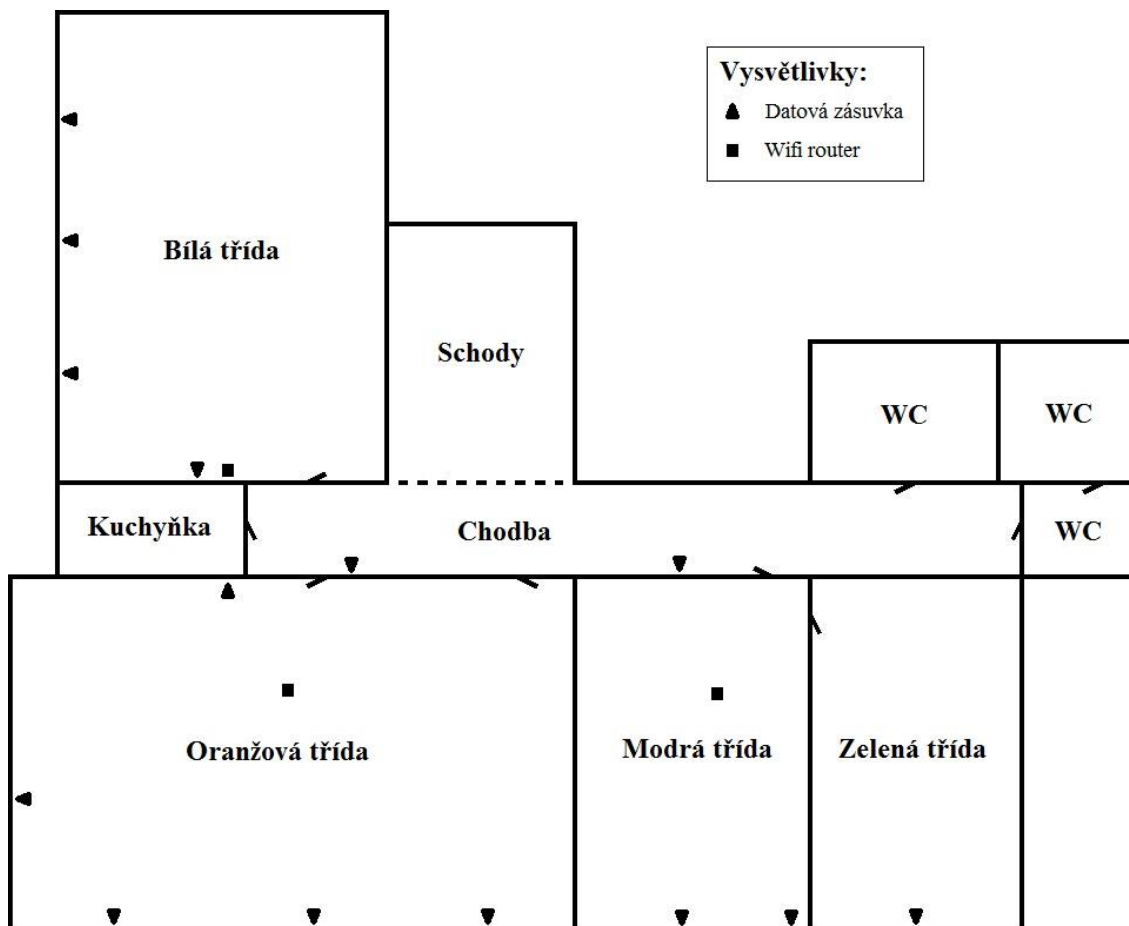 Vysvětlivky:
Datová zásuvka
Wifi router
Bílá třída
Schody
WC
WC
Kuchyňka
Chodba
WC
Oranžová třída
Modrá třída
Zelená třída